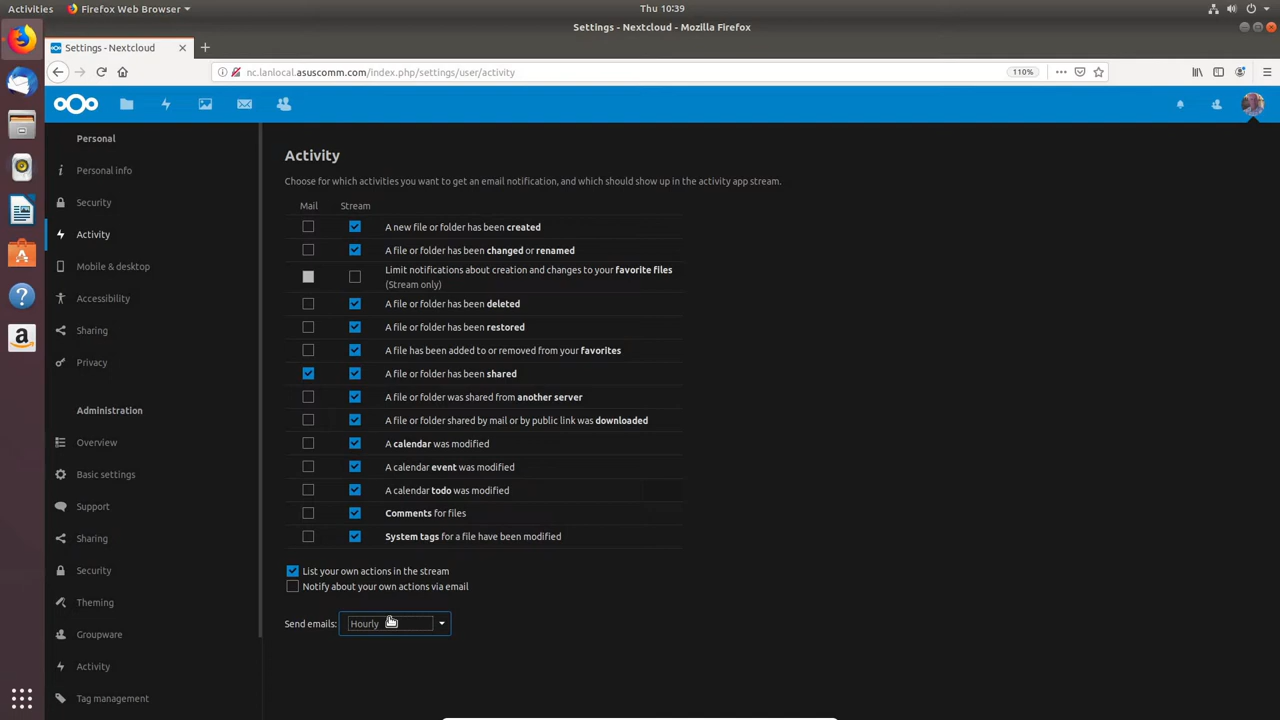 Activities
Firefox Web Browser
Thu 10:39
Settings - Nextcloud - Mozilla Firefox
Settings - Nextcloud
nc.lanlocal.asuscomm.com/index.php/settings/user/activity
110%
Personal
Personal info
Security
Activity
Mobile & desktop
Accessibility
Sharing
Privacy
Administration
Overview
Basic settings
Support
Sharing
Security
Theming
Groupware
Activity
Tag management
Activity
Choose for which activities you want to get an email notification, and which should show up in the activity app stream.
Mail Stream
A new file or folder has been created
A file or folder has been changed or renamed
Limit notifications about creation and changes to your favorite files
(Stream only)
A file or folder has been deleted
A file or folder has been restored
A file has been added to or removed from your favorites
A file or folder has been shared
A file or folder was shared from another server
A file or folder shared by mail or by public link was downloaded
A calendar was modified
A calendar event was modified
A calendar todo was modified
Comments for files
System tags for a file have been modified
List your own actions in the stream
Notify about your own actions via email
Send emails: Hourly